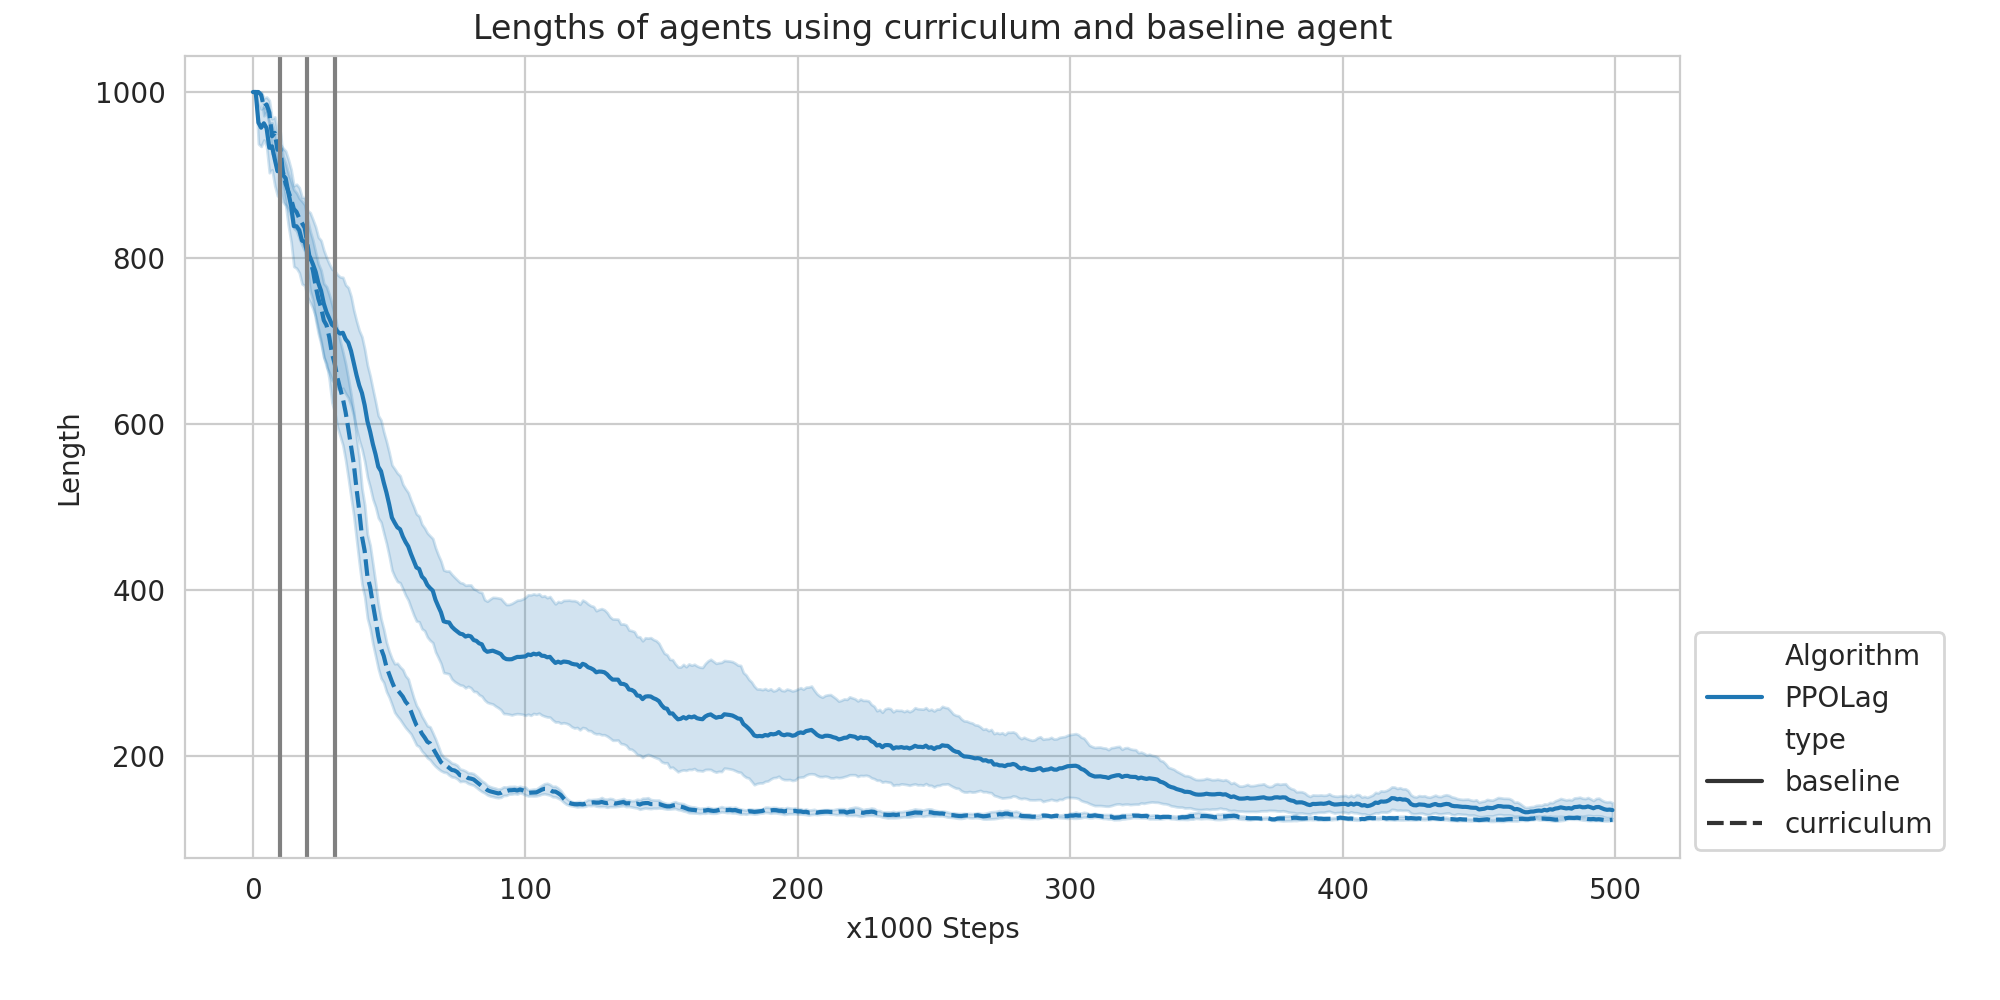 Lengths of agents using curriculum and baseline agent
1000
800
600
400
200
Length
0 100 200 300 400 500
x1000 Steps
Algorithm
PPOLag
type
baseline
curriculum